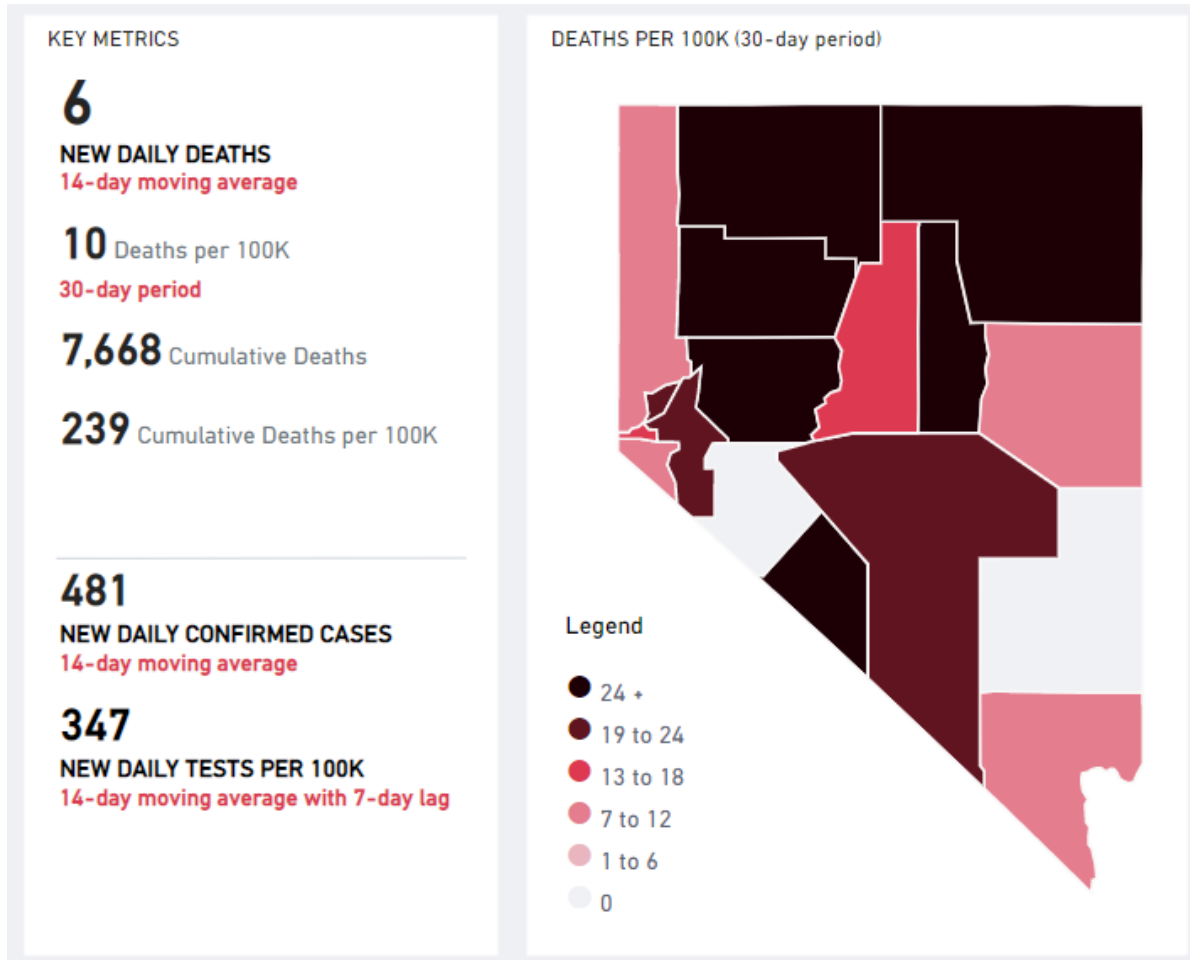 KEY METRICS
6
NEW DAILY DEATHS
14-day moving average
10 Deaths per 100K
30-day period
7,668 Cumulative Deaths
239 Cumulative Deaths per 100K
481
NEW DAILY CONFIRMED CASES
14-day moving average
347
NEW DAILY TESTS PER 100K
14-day moving average with 7-day lag
DEATHS PER 100K (30-day period)
Legend
24 +
19 to 24
13 to 18
7 to 12
1 to 6
0